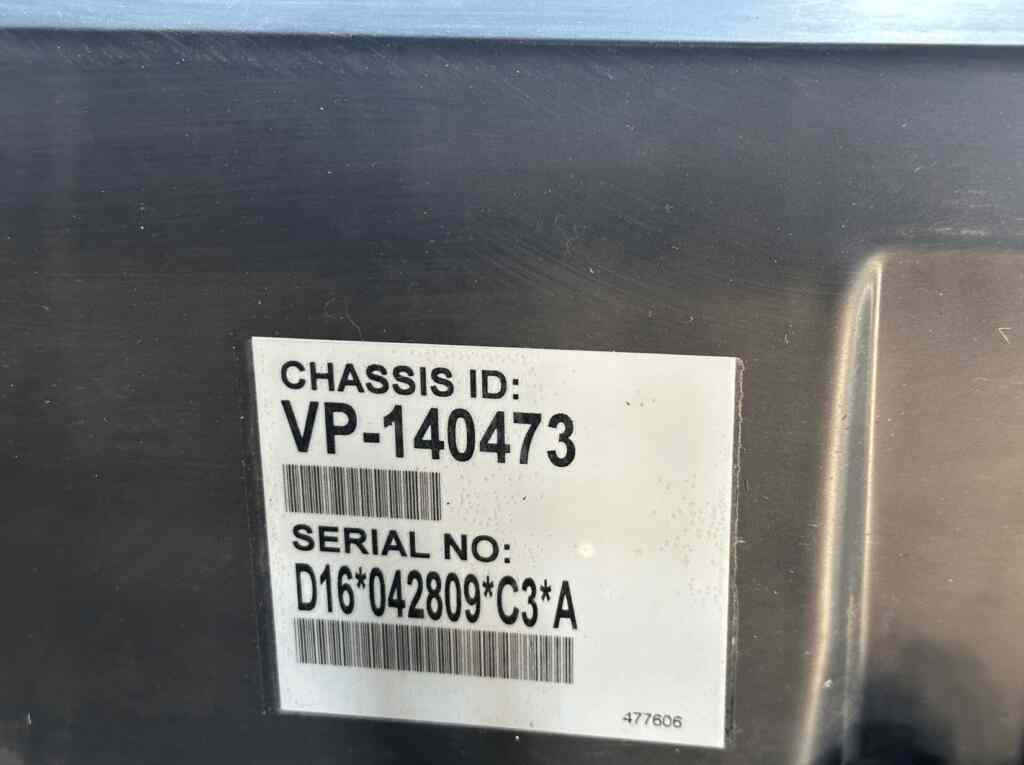 CHASSIS ID:
VP-140473
SERIAL NO:
D16*042809*C3*A
477606